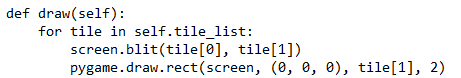 def draw(self):
    for tile in self.tile_list:
        screen.blit(tile[0], tile[1])
        pygame.draw.rect(screen, (0, 0, 0), tile[1], 2)